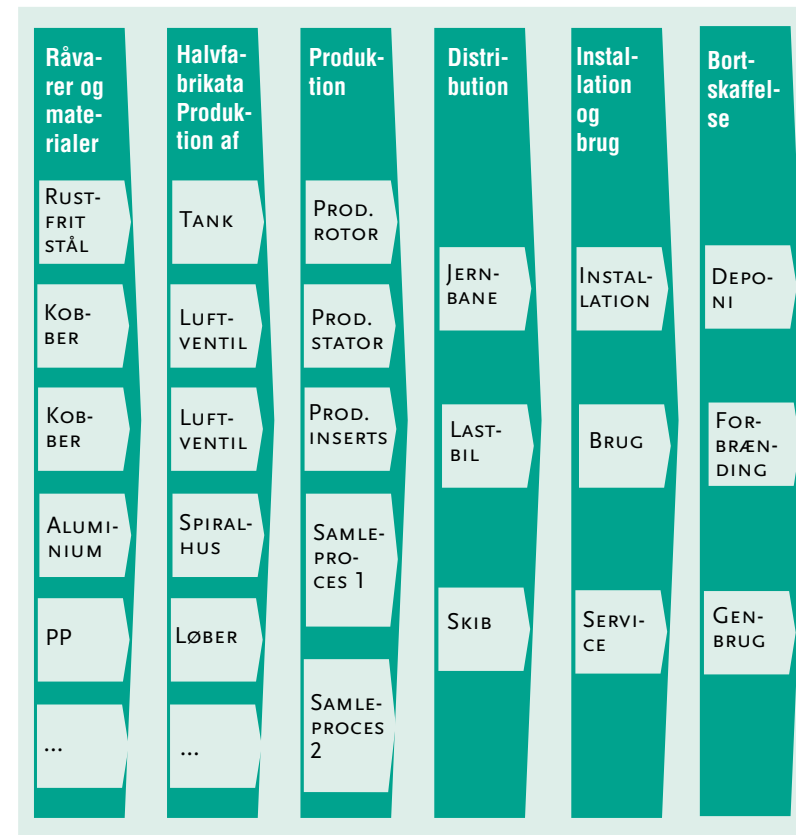 Råva-
rer og
mate-
rialer
Rust-
frit
stål
Kob-
ber
Kob-
ber
Alumi-
nium
PP
...
Halvfa-
brikata
Produk-
tion af
Tank
Luft-
ventil
Luft-
ventil
Spiral-
hus
Løber
...
Produk-
tion
Prod.
rotor
Prod.
stator
Prod.
inserts
Samle-
pro-
ces 1
Samle-
proces
2
Distri-
bution
Jern-
bane
Last-
bil
Skib
Instal-
lation
og
brug
Instal-
lation
Brug
Servi-
ce
Bort-
skaffel-
se
Depo-
ni
For-
bræn-
ding
Gen-
brug